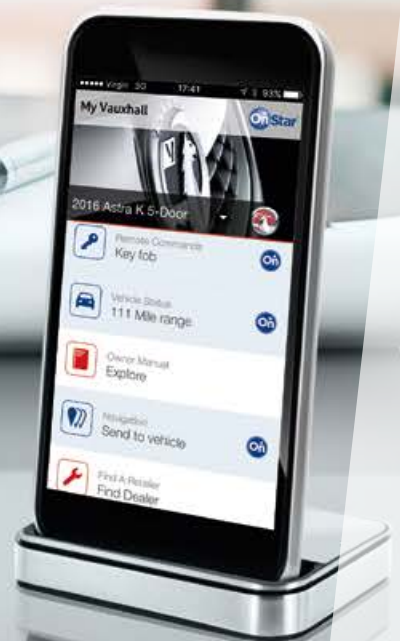 Virgin 3G 17:41 93%
My Vauxhall
OnStar
2016 Astra K 5-Door
Remote Commands
Key fob
On
Vehicle Status
111 Mile range
On
Owner Manual
Explore
Navigation
Send to vehicle
On
Find A Retailer
Find Dealer